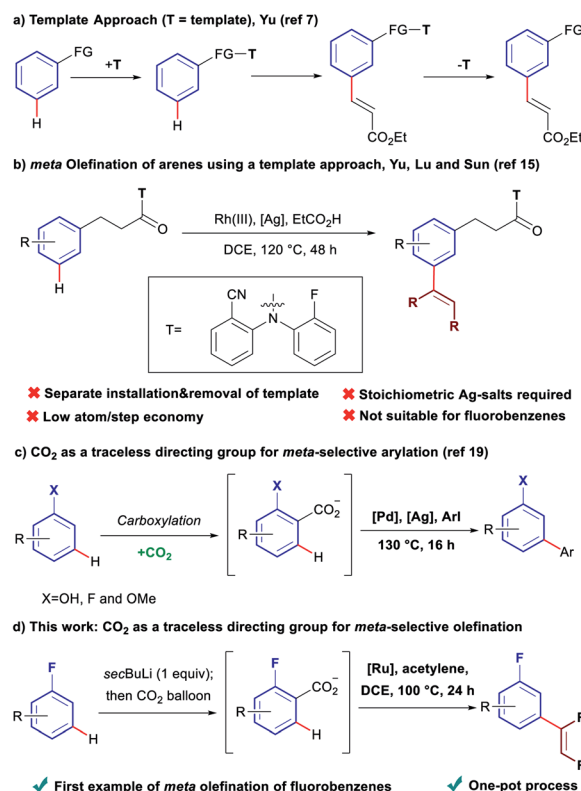 a) Template Approach (T = template), Yu (ref 7)
FG
+T
FG—T
FG—T
-T
FG
H
H
CO2Et
CO2Et
b) meta Olefination of arenes using a template approach, Yu, Lu and Sun (ref 15)
T
T
R
O
Rh(III), [Ag], EtCO2H
DCE, 120 °C, 48 h
R
O
H
R
R
T=
CN
N
F
✖ Separate installation&removal of template
✖ Stoichiometric Ag-salts required
✖ Low atom/step economy
✖ Not suitable for fluorobenzenes
c) CO2 as a traceless directing group for meta-selective arylation (ref 19)
X
X
X
R
H
Carboxylation
+CO2
R
CO2−
H
[Pd], [Ag], ArI
130 °C, 16 h
R
Ar
X=OH, F and OMe
d) This work: CO2 as a traceless directing group for meta-selective olefination
F
F
F
R
H
secBuLi (1 equiv);
then CO2 balloon
R
CO2−
H
[Ru], acetylene,
DCE, 100 °C, 24 h
R
✔ First example of meta olefination of fluorobenzenes
✔ One-pot process